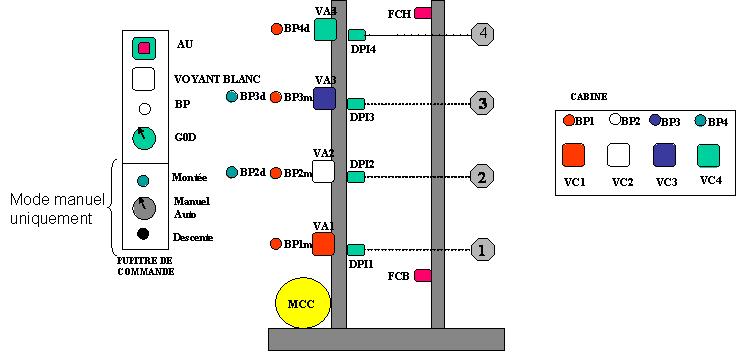 AU
VOYANT BLANC
BP
G0D
Mode manuel
uniquement
Montée
Manuel
Auto
Descente
PUPITRE DE
COMMANDE
VA4
BP4d
DPI4
FCH
4
VA3
BP3d
BP3m
DPI3
3
VA2
BP2d
BP2m
DPI2
2
VA1
BP1m
DPI1
1
FCB
MCC
CABINE
BP1 BP2 BP3 BP4
VC1 VC2 VC3 VC4